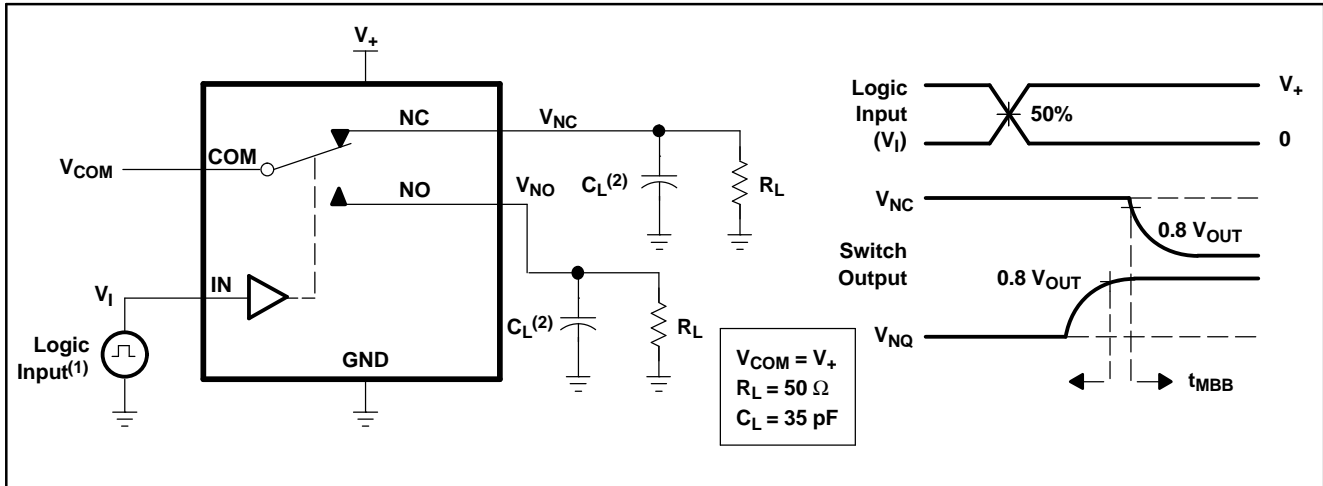 V+
NC
VNC
COM
VCOM
CL(2)
RL
NO
VNO
IN
VI
CL(2)
RL
Logic
Input(1)
GND
VCOM = V+
RL = 50 Ω
CL = 35 pF
Logic
Input
(VI)
50%
V+
0
VNC
0.8 VOUT
Switch
Output
0.8 VOUT
VNQ
tMBB